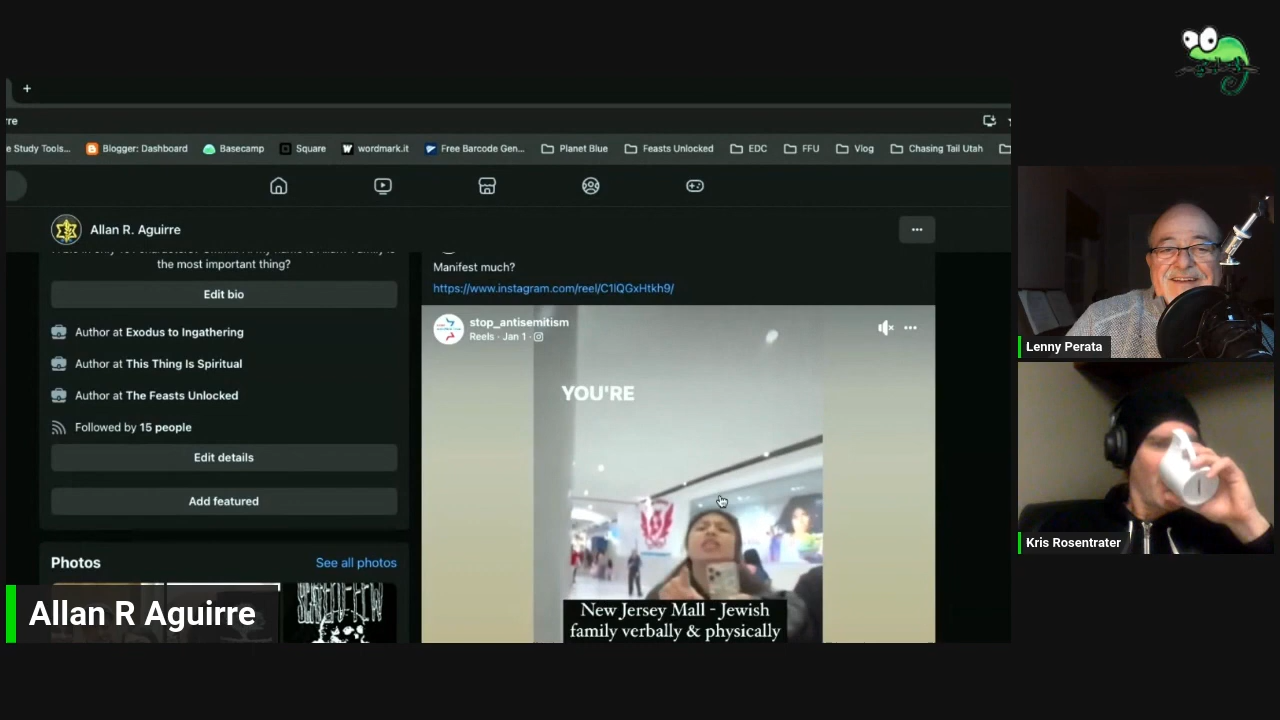 +
rre
e Study Tools...
Blogger: Dashboard
Basecamp
Square
wordmark.it
Free Barcode Gen...
Planet Blue
Feasts Unlocked
EDC
FFU
Vlog
Chasing Tail Utah
Allan R. Aguirre
the most important thing?
Edit bio
Author at Exodus to Ingathering
Author at This Thing Is Spiritual
Author at The Feasts Unlocked
Followed by 15 people
Edit details
Add featured
Photos
See all photos
Manifest much?
https://www.instagram.com/reel/C1lQGxHtkh9/
stop_antisemitism
Reels · Jan 1 ·
YOU'RE
New Jersey Mall - Jewish
family verbally & physically
Allan R Aguirre
Lenny Perata
Kris Rosentrater